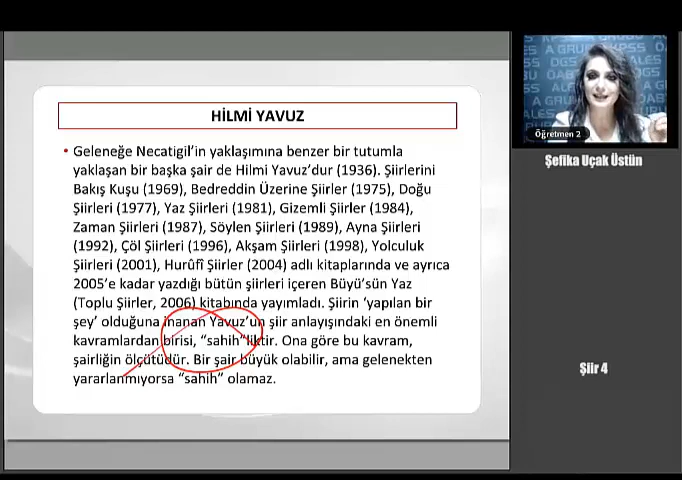 HİLMİ YAVUZ
• Geleneğe Necatigil'in yaklaşımına benzer bir tutumla
yaklaşan bir başka şair de Hilmi Yavuz'dur (1936). Şiirlerini
Bakış Kuşu (1969), Bedreddin Üzerine Şiirler (1975), Doğu
Şiirleri (1977), Yaz Şiirleri (1981), Gizemli Şiirler (1984),
Zaman Şiirleri (1987), Söylen Şiirleri (1989), Ayna Şiirleri
(1992), Çöl Şiirleri (1996), Akşam Şiirleri (1998), Yolculuk
Şiirleri (2001), Hurûfî Şiirler (2004) adlı kitaplarında ve ayrıca
2005'e kadar yazdığı bütün şiirleri içeren Büyü'sün Yaz
(Toplu Şiirler, 2006) kitabında yayımladı. Şiirin 'yapılan bir
şey' olduğuna inanan Yavuz'un şiir anlayışındaki en önemli
kavramlardan birisi, "sahih"liktir. Ona göre bu kavram,
şairliğin ölçütüdür. Bir şair büyük olabilir, ama gelenekten
yararlanmıyorsa "sahih" olamaz.
Öğretmen 2
Şefika Uçak Üstün
Şiir 4